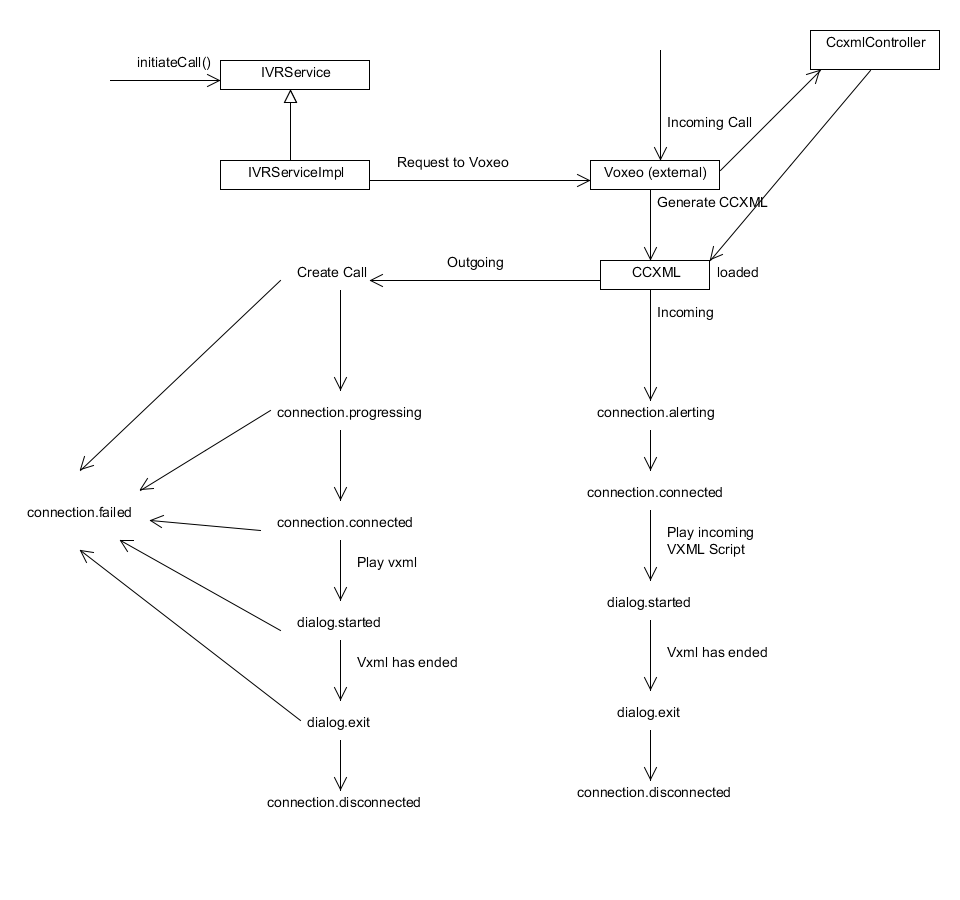 CcxmlController
initiateCall()
IVRService
Incoming Call
Request to Voxeo
IVRServiceImpl
Voxeo (external)
Generate CCXML
Outgoing
Create Call
CCXML
loaded
Incoming
connection.progressing
connection.alerting
connection.connected
connection.failed
connection.connected
Play incoming
VXML Script
Play vxml
dialog.started
dialog.started
Vxml has ended
Vxml has ended
dialog.exit
dialog.exit
connection.disconnected
connection.disconnected